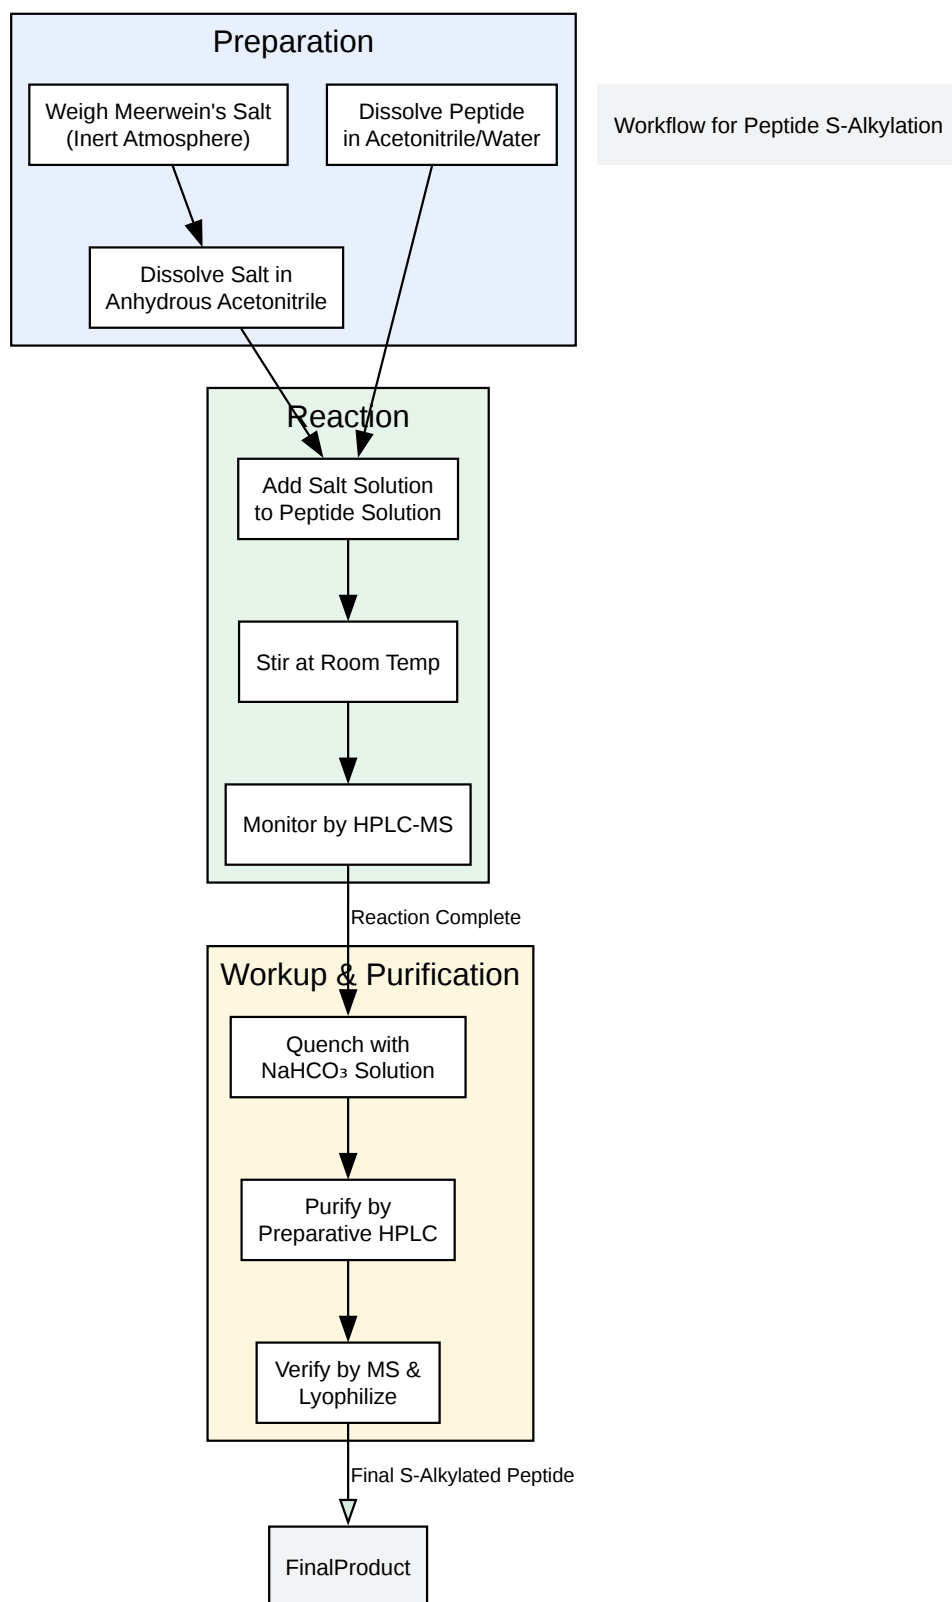 Preparation
Weigh Meerwein's Salt
(Inert Atmosphere)
Dissolve Peptide
in Acetonitrile/Water
Workflow for Peptide S-Alkylation
Dissolve Salt in
Anhydrous Acetonitrile
Reaction
Add Salt Solution
to Peptide Solution
Stir at Room Temp
Monitor by HPLC-MS
Reaction Complete
Workup & Purification
Quench with
NaHCO₃ Solution
Purify by
Preparative HPLC
Verify by MS &
Lyophilize
Final S-Alkylated Peptide
FinalProduct